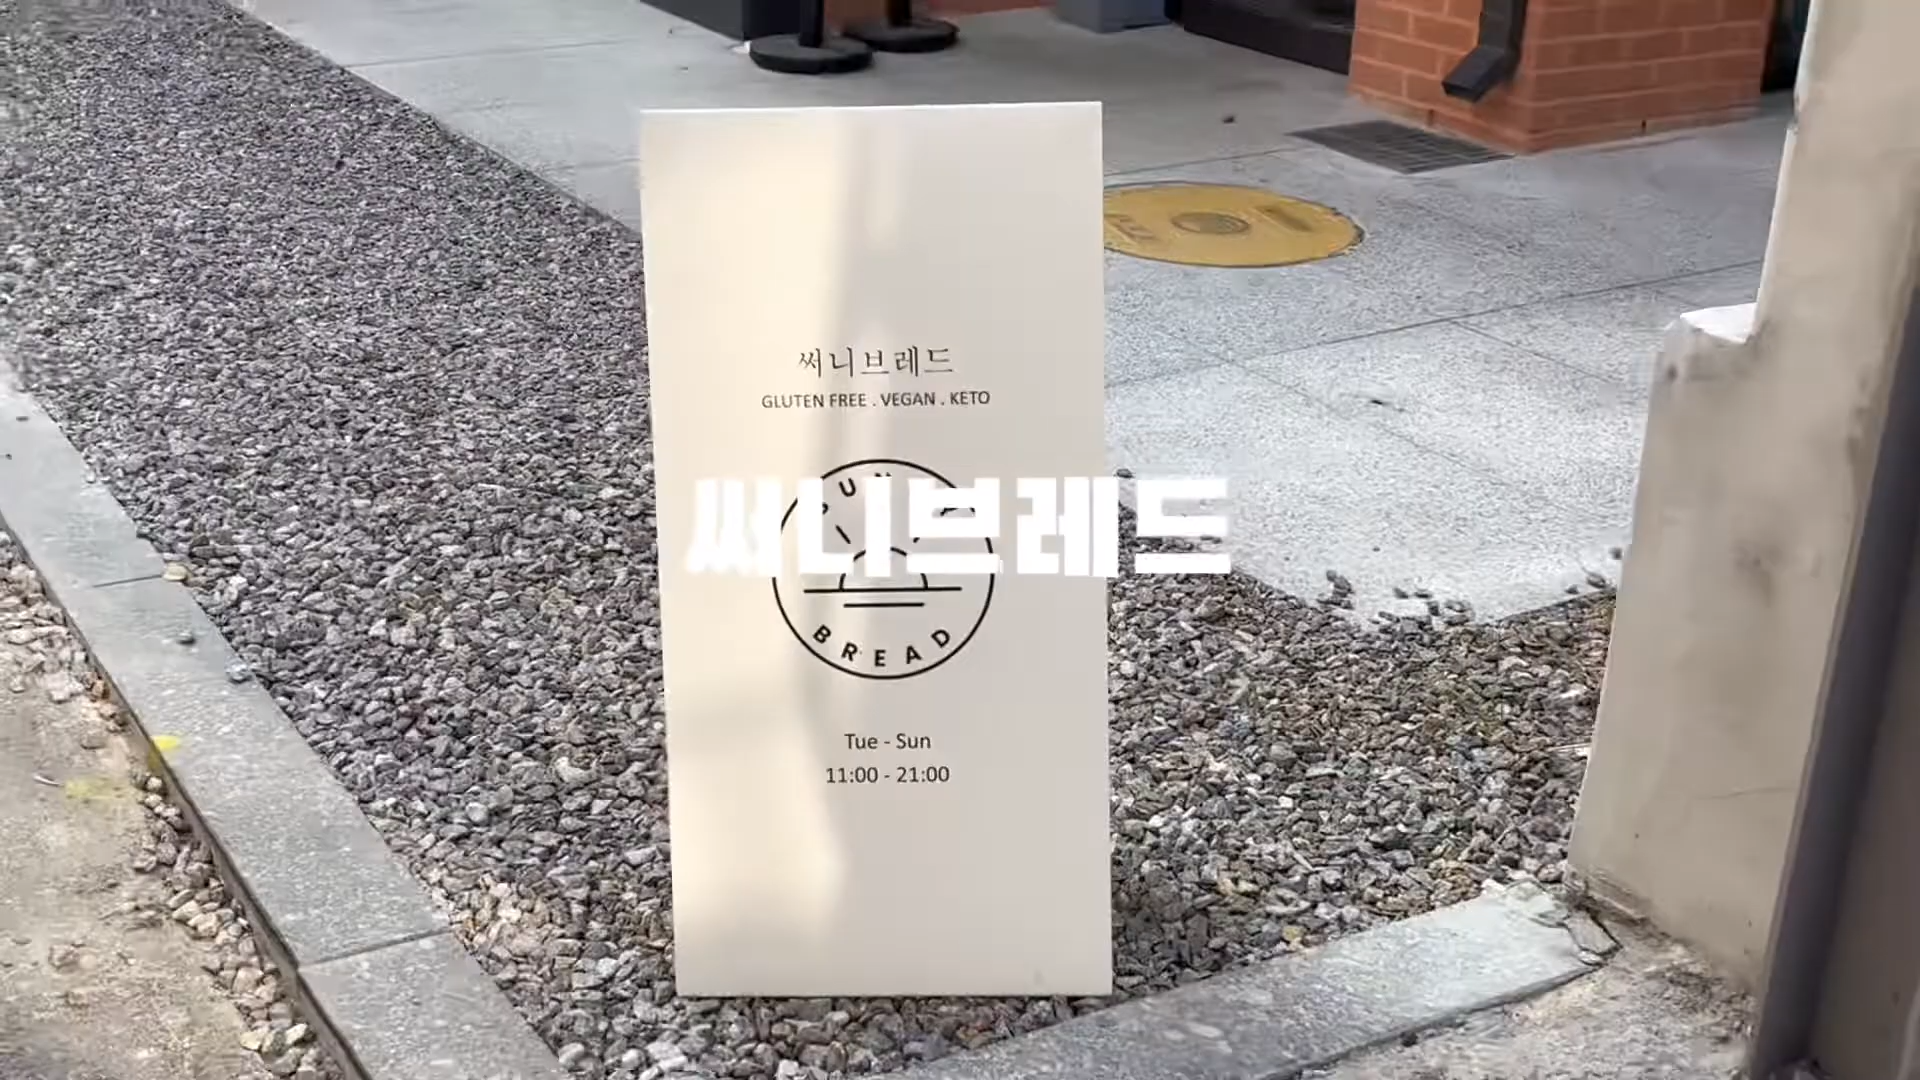 써니브레드
GLUTEN FREE . VEGAN . KETO
써니브레드
BREAD
Tue - Sun
11:00 - 21:00